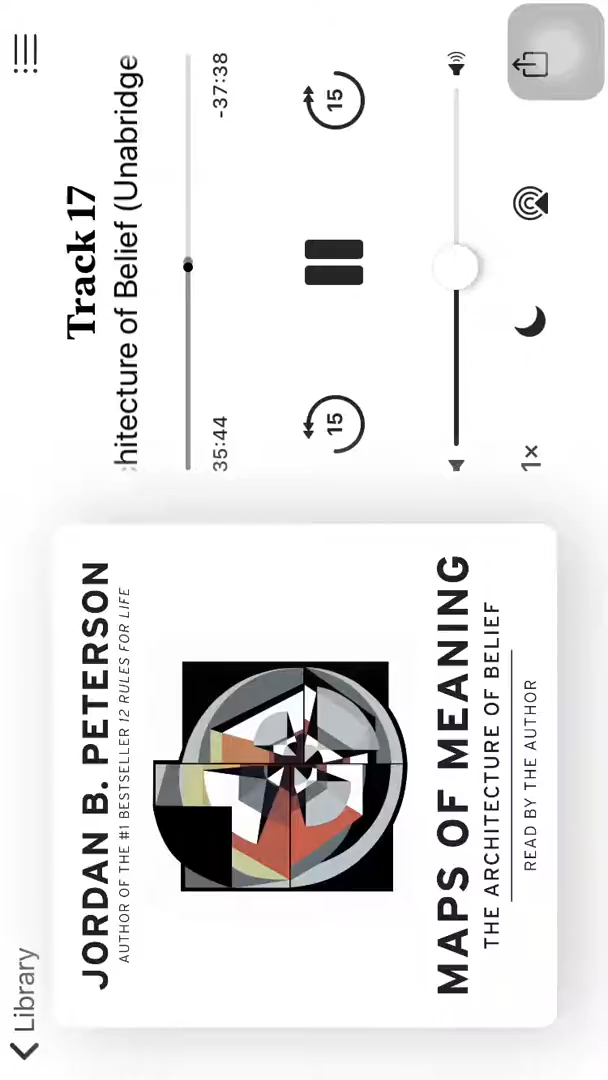 Library
JORDAN B. PETERSON
AUTHOR OF THE #1 BESTSELLER 12 RULES FOR LIFE
MAPS OF MEANING
THE ARCHITECTURE OF BELIEF
READ BY THE AUTHOR
Track 17
hitecture of Belief (Unabridge
35:44
-37:38
15
15
1×